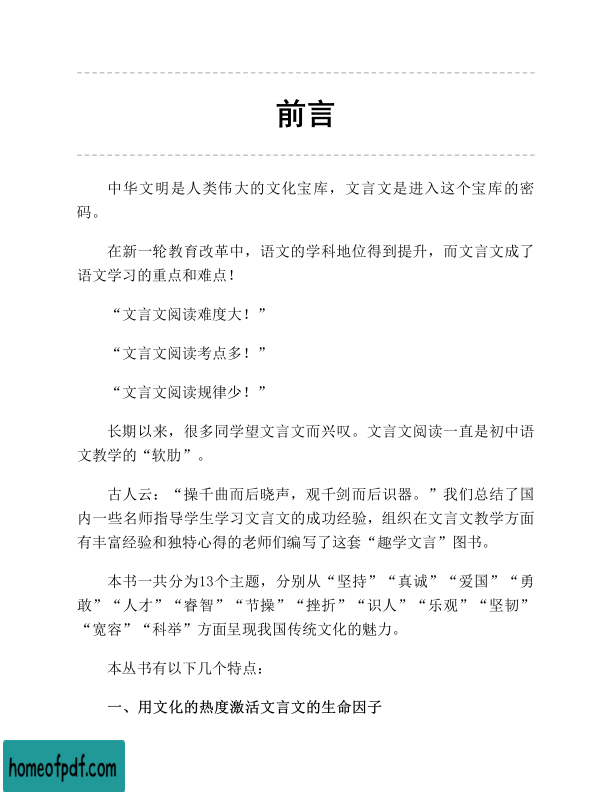 前言
中华文明是人类伟大的文化宝库，文言文是进入这个宝库的密
码。
在新一轮教育改革中，语文的学科地位得到提升，而文言文成了
语文学习的重点和难点！
“文言文阅读难度大！”
“文言文阅读考点多！”
“文言文阅读规律少！”
长期以来，很多同学望文言文而兴叹。文言文阅读一直是初中语
文教学的“软肋”。
古人云：“操千曲而后晓声，观千剑而后识器。”我们总结了国
内一些名师指导学生学习文言文的成功经验，组织在文言文教学方面
有丰富经验和独特心得的老师们编写了这套“趣学文言”图书。
本书一共分为13个主题，分别从“坚持”“真诚”“爱国”“勇
敢”“人才”“睿智”“节操”“挫折”“识人”“乐观”“坚韧”
“宽容”“科举”方面呈现我国传统文化的魅力。
本丛书有以下几个特点：
一、用文化的热度激活文言文的生命因子
homeofpdf.com